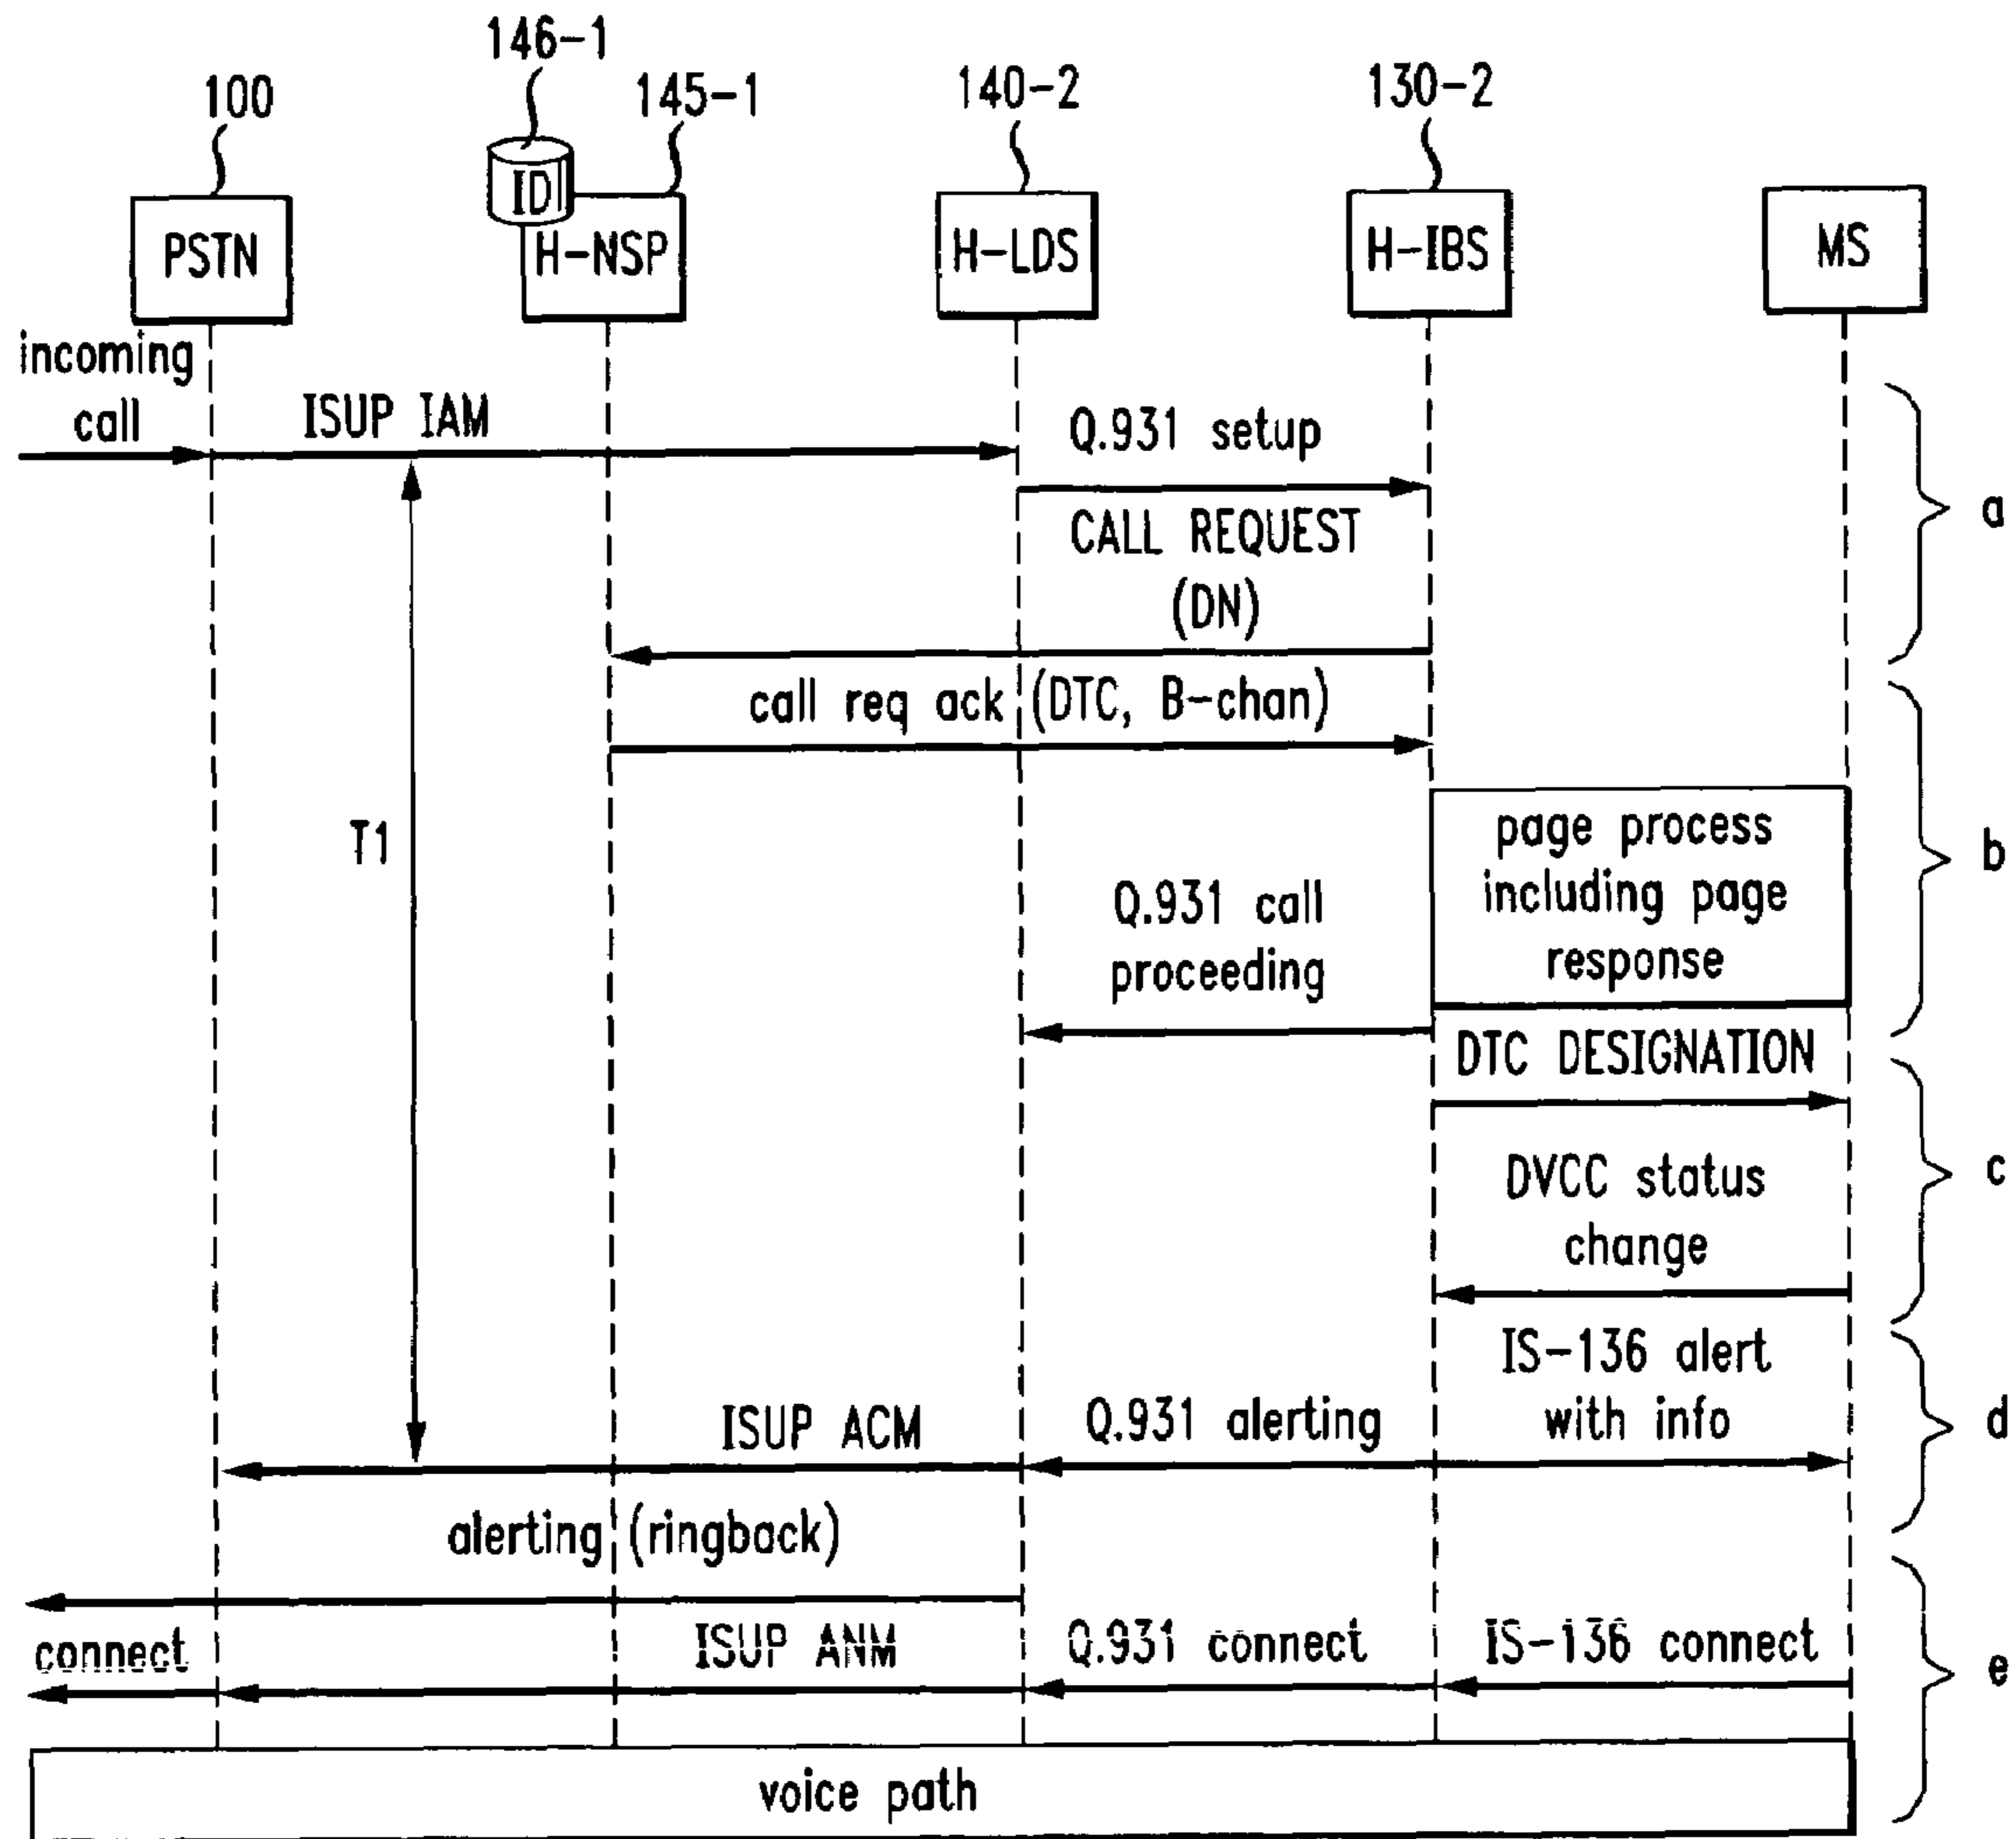 146-1
100
145-1
140-2
130-2
ID
PSTN
H-NSP
H-LDS
H-IBS
MS
incoming
call
ISUP IAM
Q.931 setup
CALL REQUEST
(DN)
a
call req ack (DTC, B-chan)
T1
page process
including page
response
b
Q.931 call
proceeding
DTC DESIGNATION
DVCC status
change
c
IS-136 alert
with info
ISUP ACM
Q.931 alerting
d
alerting (ringback)
connect
ISUP ANM
Q.931 connect
IS-136 connect
e
voice path